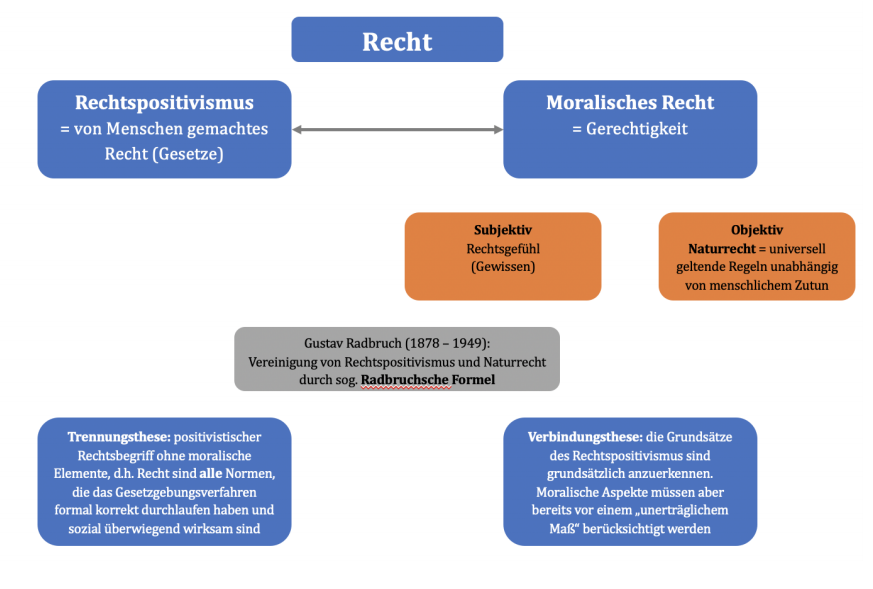 Recht
Rechtspositivismus
= von Menschen gemachtes
Recht (Gesetze)
Moralisches Recht
= Gerechtigkeit
Subjektiv
Rechtsgefühl
(Gewissen)
Objektiv
Naturrecht = universell
geltende Regeln unabhängig
von menschlichem Zutun
Gustav Radbruch (1878 – 1949):
Vereinigung von Rechtspositivismus und Naturrecht
durch sog. Radbruchsche Formel
Trennungsthese: positivistischer
Rechtsbegriff ohne moralische
Elemente, d.h. Recht sind alle Normen,
die das Gesetzgebungsverfahren
formal korrekt durchlaufen haben und
sozial überwiegend wirksam sind
Verbindungsthese: die Grundsätze
des Rechtspositivismus sind
grundsätzlich anzuerkennen.
Moralische Aspekte müssen aber
bereits vor einem „unerträglichem
Maß“ berücksichtigt werden